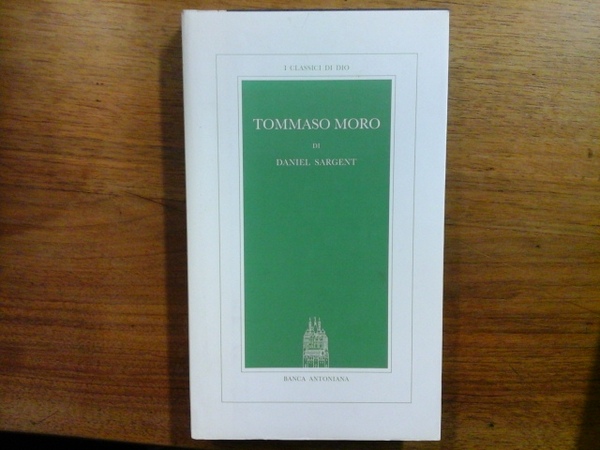 I CLASSICI DI DIO
TOMMASO MORO
DI
DANIEL SARGENT
BANCA ANTONIANA